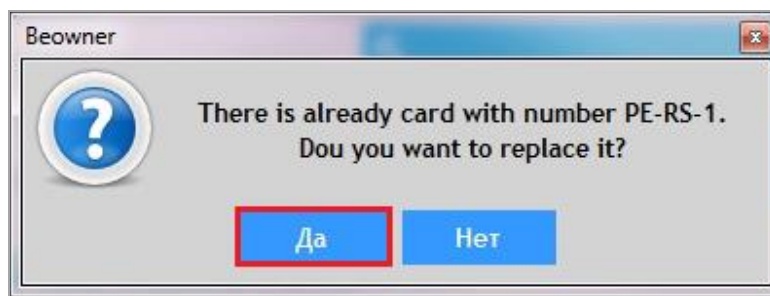 Beowner
There is already card with number PE-RS-1.
Dou you want to replace it?
Да
Нет